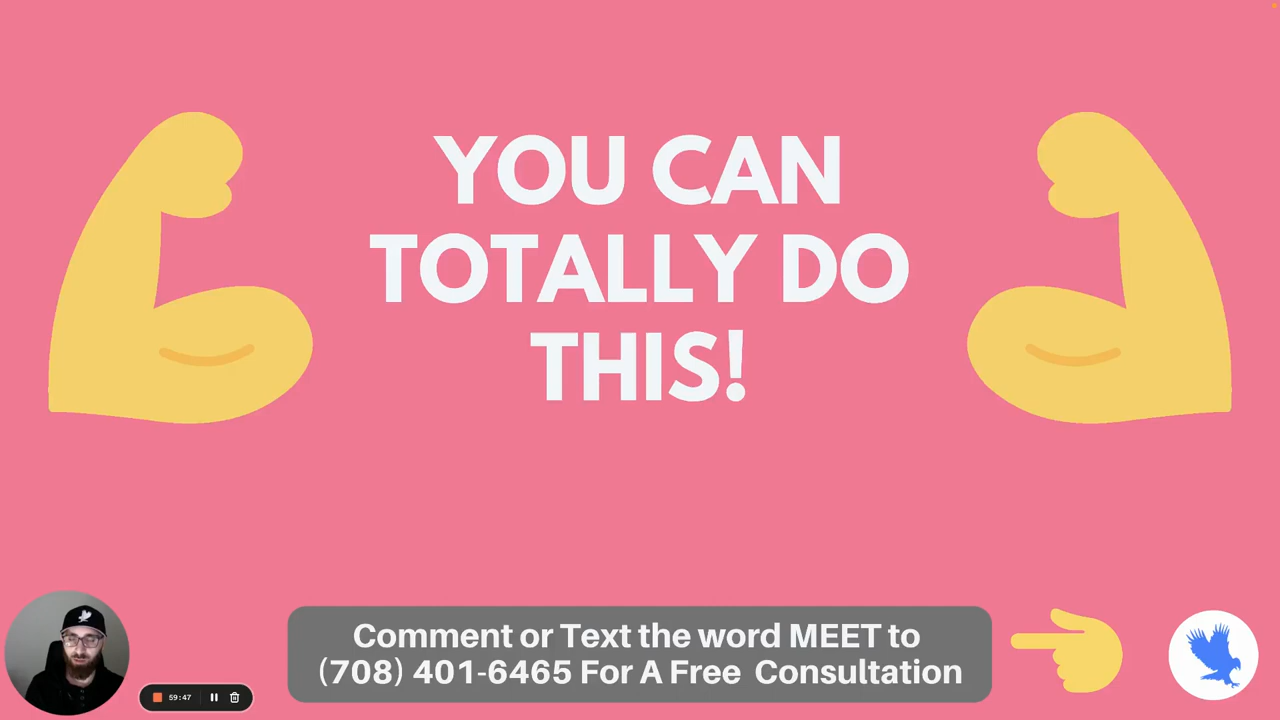 YOU CAN
TOTALLY DO
THIS!
Comment or Text the word MEET to
(708) 401-6465 For A Free Consultation
59:47